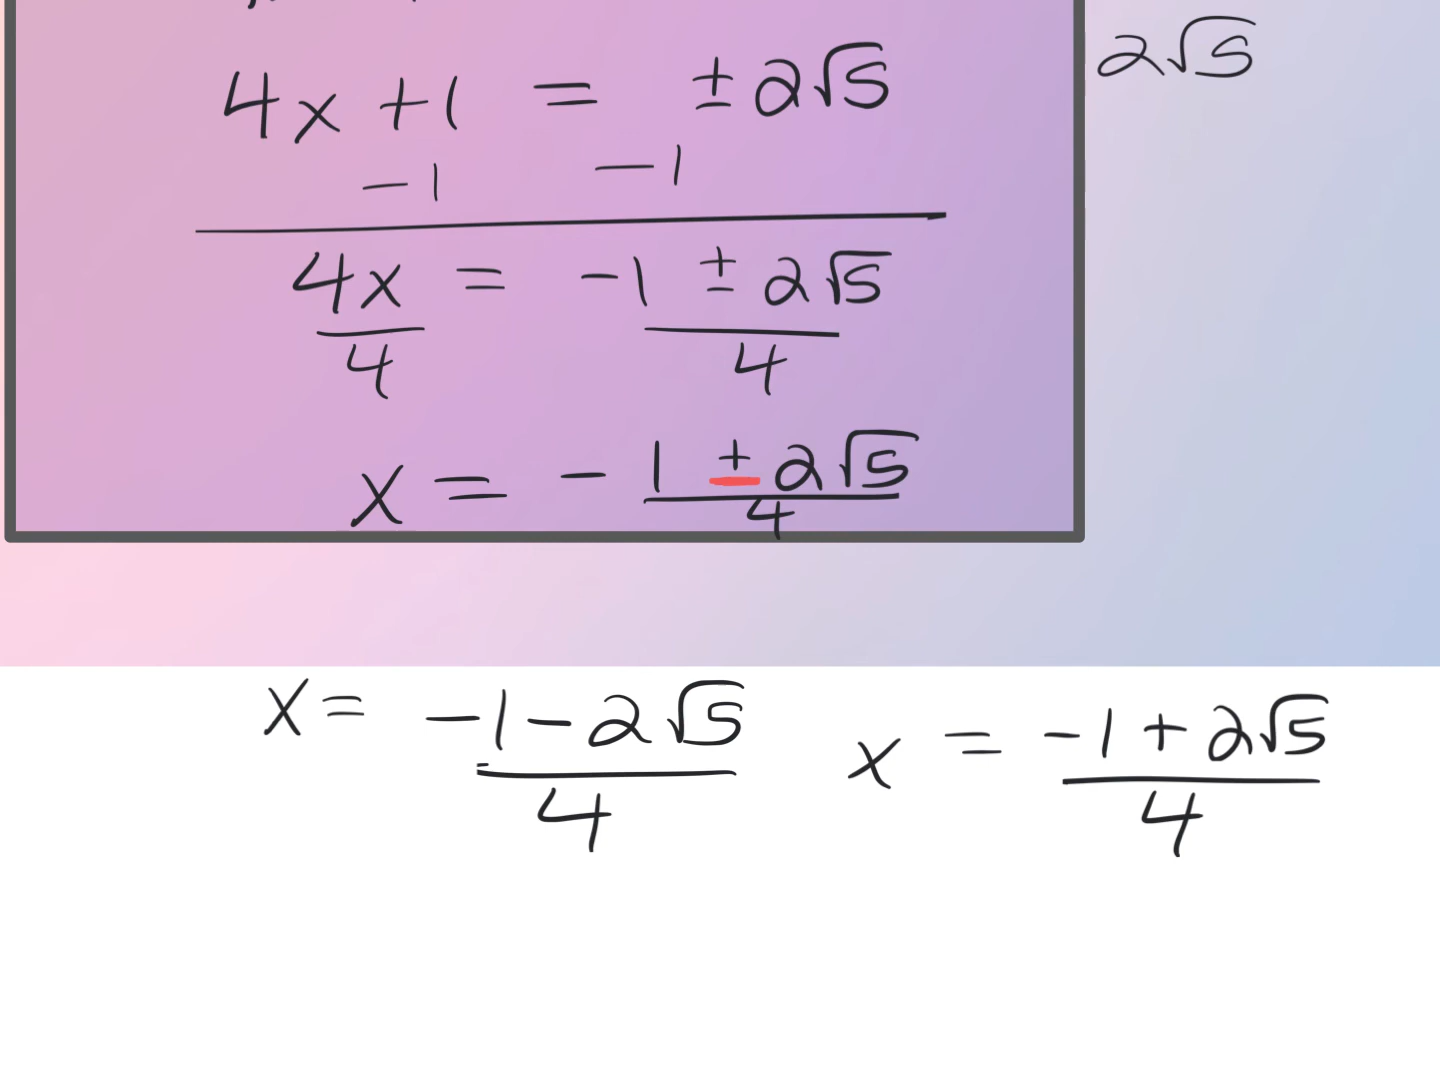 4x + 1 = ± 2√5
2√5
- 1 - 1
4x = -1 ± 2√5
4 4
x = - 1 ± 2√5
4
x = -1 - 2√5 x = -1 + 2√5
4 4